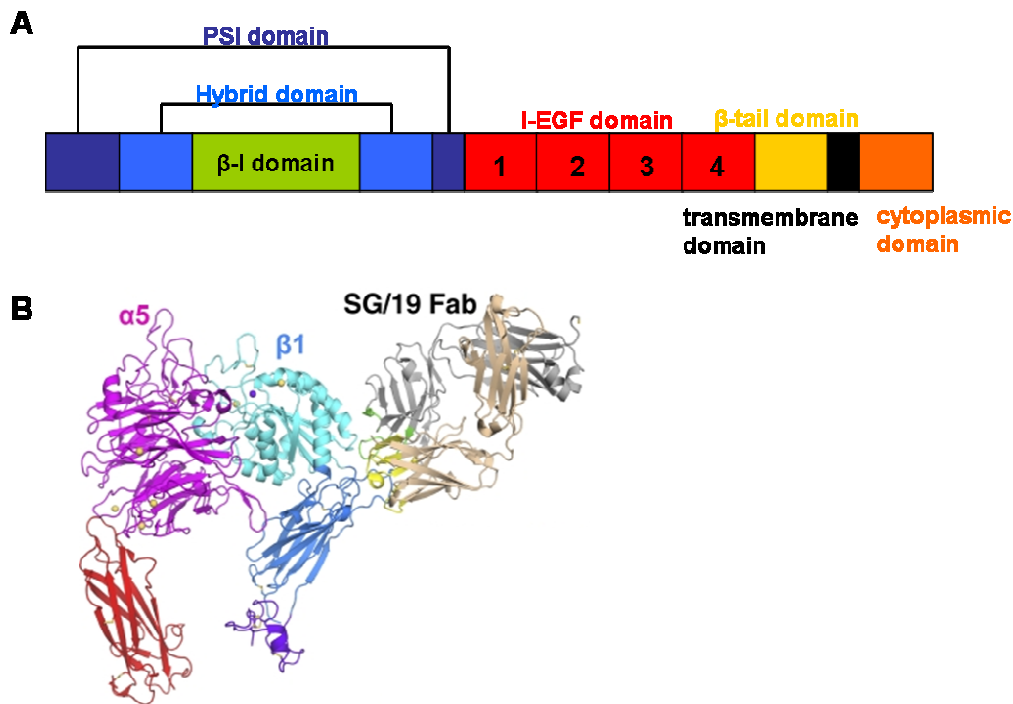 A
PSI domain
Hybrid domain
I-EGF domain
β-tail domain
β-I domain
1
2
3
4
transmembrane
domain
cytoplasmic
domain
B
SG/19 Fab
α5
β1